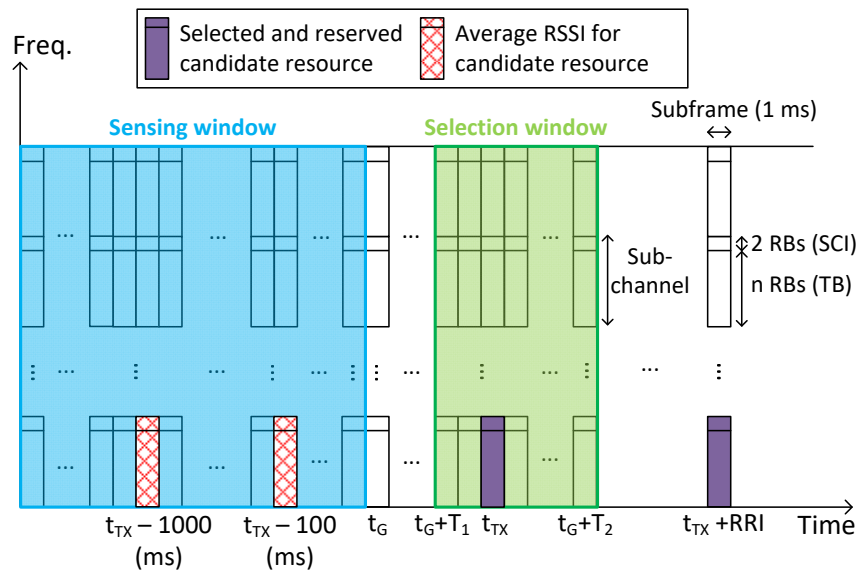 Selected and reserved
candidate resource
Average RSSI for
candidate resource
Freq.
Subframe (1 ms)
Sensing window
Selection window
... ... ... ... ...
2 RBs (SCI)
Sub-
channel
n RBs (TB)
⋮ ... ⋮ ... ⋮ ... ⋮ ⋮ ... ⋮ ... ⋮ ... ⋮
... ... ... ... ...
t_TX – 1000
(ms)
t_TX – 100
(ms)
t_G
t_G+T_1
t_TX
t_G+T_2
t_TX +RRI
Time